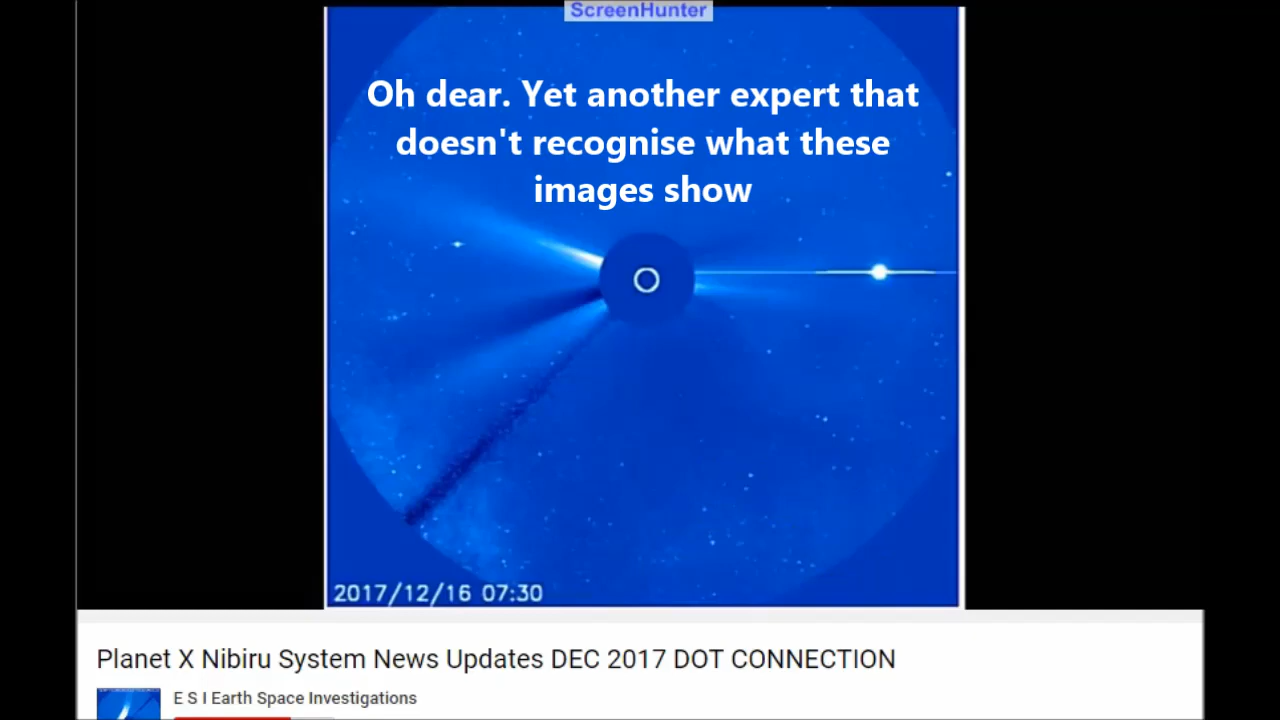 ScreenHunter
Oh dear. Yet another expert that
doesn't recognise what these
images show
2017/12/16 07:30
Planet X Nibiru System News Updates DEC 2017 DOT CONNECTION
E S I Earth Space Investigations